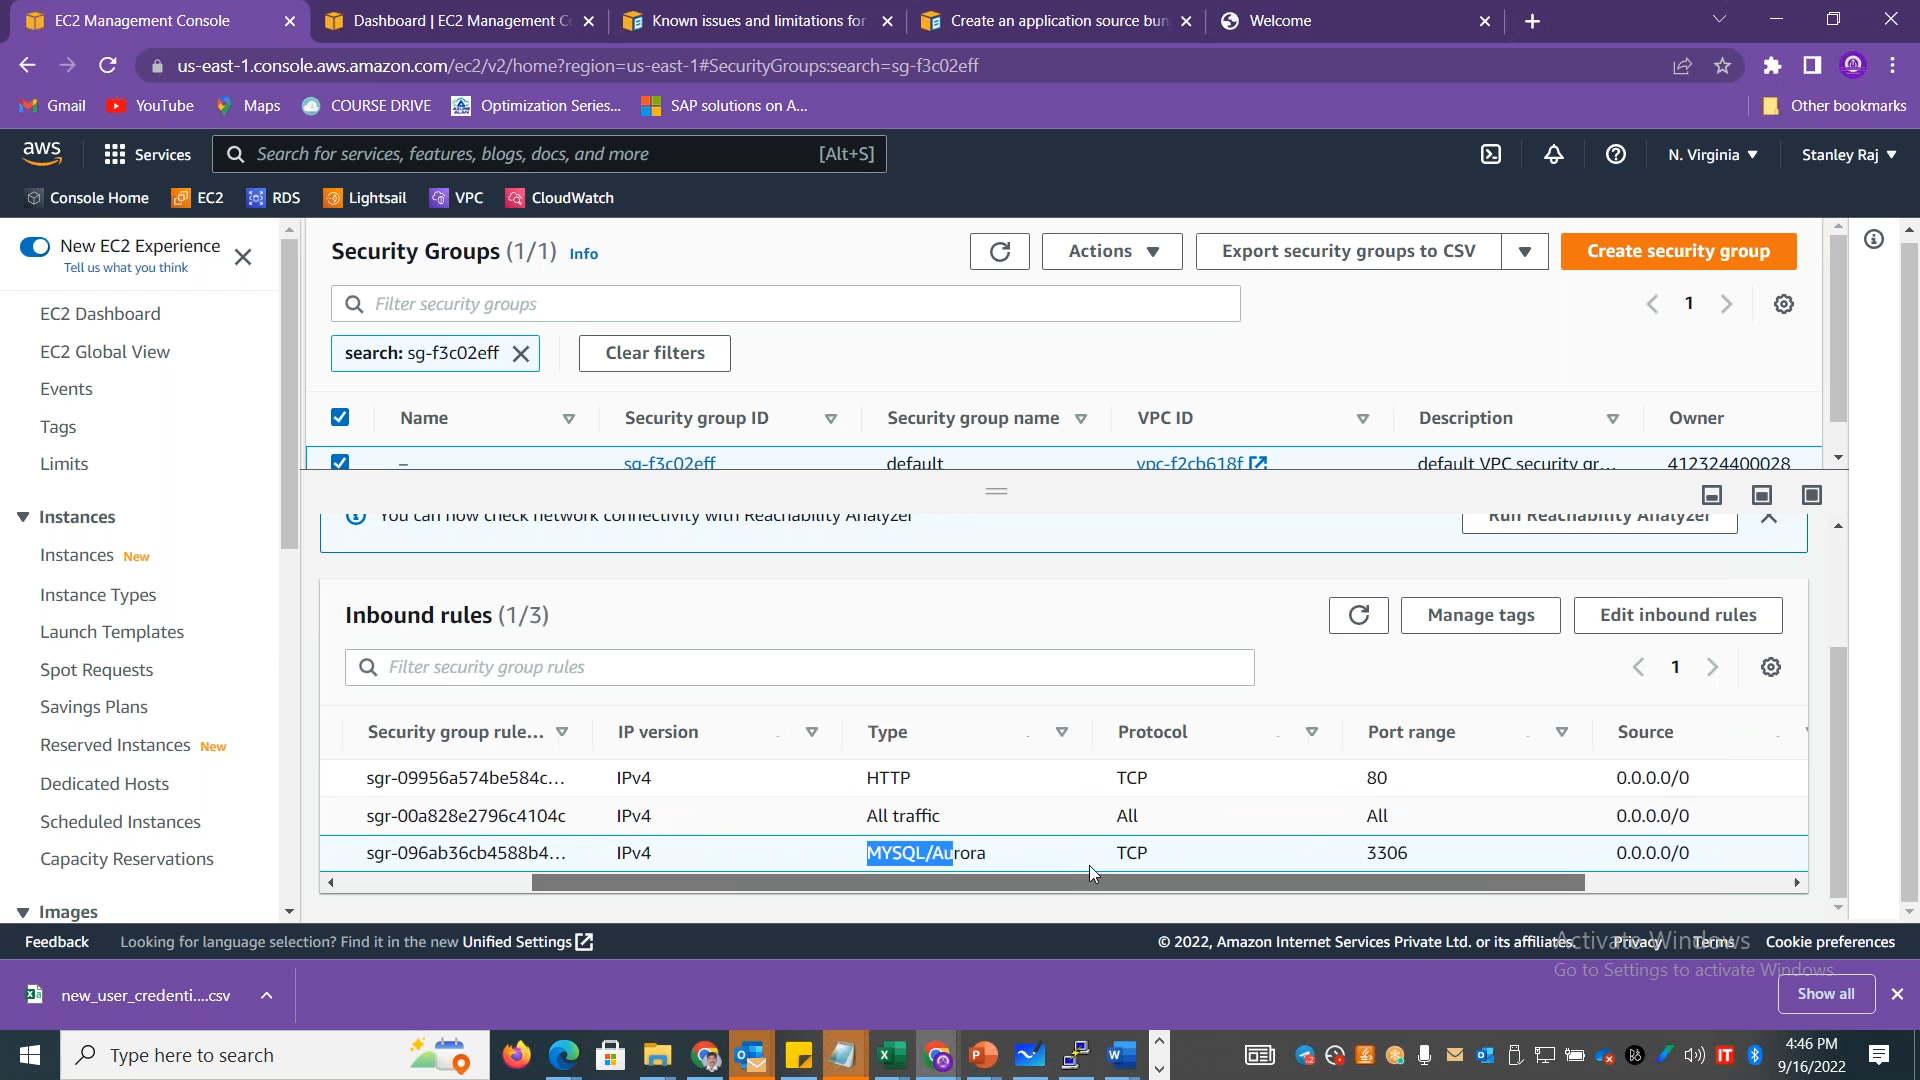 EC2 Management Console
Dashboard | EC2 Management Co
Known issues and limitations for
Create an application source bun
Welcome
us-east-1.console.aws.amazon.com/ec2/v2/home?region=us-east-1#SecurityGroups:search=sg-f3c02eff
Gmail
YouTube
Maps
COURSE DRIVE
Optimization Series...
SAP solutions on A...
Other bookmarks
aws
Services
Search for services, features, blogs, docs, and more
[Alt+S]
N. Virginia
Stanley Raj
Console Home
EC2
RDS
Lightsail
VPC
CloudWatch
New EC2 Experience
Tell us what you think
EC2 Dashboard
EC2 Global View
Events
Tags
Limits
Instances
Instances New
Instance Types
Launch Templates
Spot Requests
Savings Plans
Reserved Instances New
Dedicated Hosts
Scheduled Instances
Capacity Reservations
Images
Security Groups (1/1) Info
Actions
Export security groups to CSV
Create security group
Filter security groups
1
search: sg-f3c02eff
Clear filters
Name Security group ID Security group name VPC ID Description Owner
– sg-f3c02eff default vpc-f2cb618f default VPC security gr... 412324400028
You can now check network connectivity with Reachability Analyzer
Run Reachability Analyzer
Inbound rules (1/3)
Manage tags
Edit inbound rules
Filter security group rules
1
Security group rule... IP version Type Protocol Port range Source
sgr-09956a574be584c... IPv4 HTTP TCP 80 0.0.0.0/0
sgr-00a828e2796c4104c IPv4 All traffic All All 0.0.0.0/0
sgr-096ab36cb4588b4... IPv4 MYSQL/Aurora TCP 3306 0.0.0.0/0
Feedback
Looking for language selection? Find it in the new Unified Settings
© 2022, Amazon Internet Services Private Ltd. or its affiliates.
Privacy
Terms
Cookie preferences
Activate Windows
Go to Settings to activate Windows.
new_user_credenti....csv
Show all
Type here to search
4:46 PM
9/16/2022